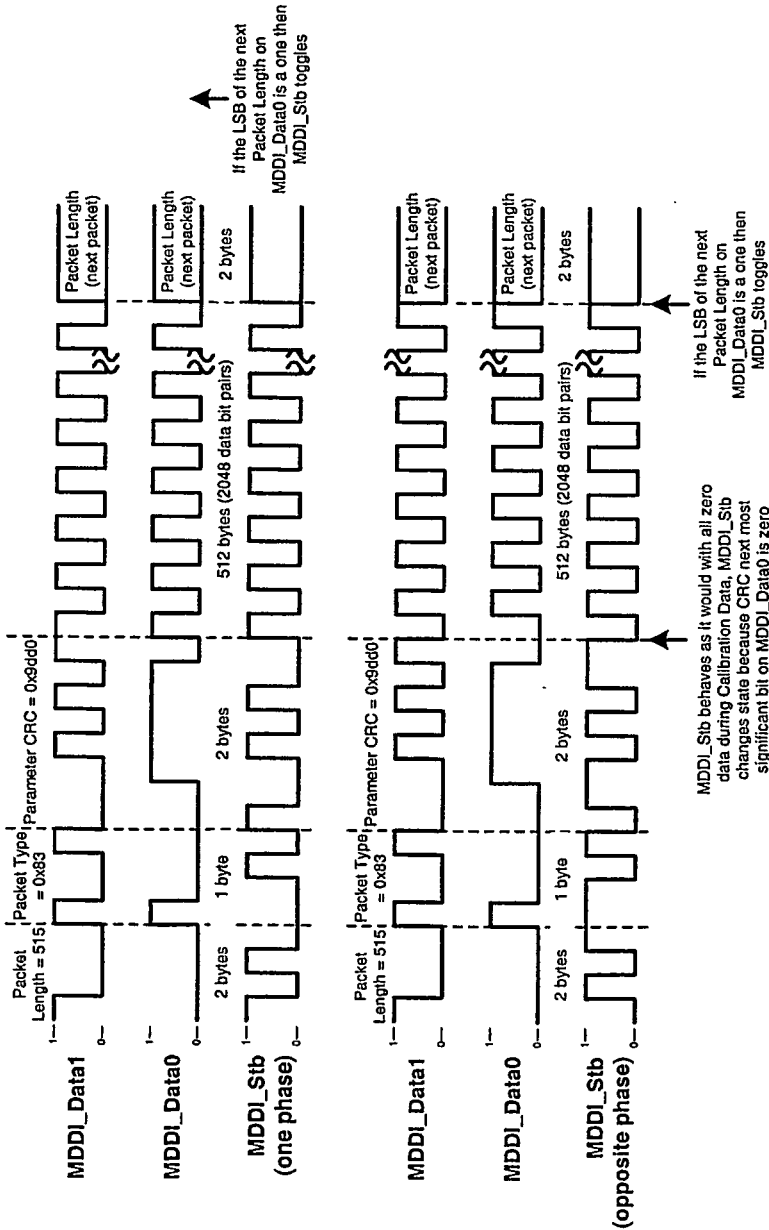 Packet
Length = 515
Packet Type
= 0x83
Parameter CRC = 0x9dd0
Packet Length
(next packet)
MDDI_Data1
1
0
Packet Length
(next packet)
MDDI_Data0
1
0
2 bytes
1 byte
2 bytes
512 bytes (2048 data bit pairs)
2 bytes
MDDI_Stb
(one phase)
1
0
If the LSB of the next
Packet Length on
MDDI_Data0 is a one then
MDDI_Stb toggles
Packet
Length = 515
Packet Type
= 0x83
Parameter CRC = 0x9dd0
Packet Length
(next packet)
MDDI_Data1
1
0
Packet Length
(next packet)
MDDI_Data0
1
0
2 bytes
1 byte
2 bytes
512 bytes (2048 data bit pairs)
2 bytes
MDDI_Stb
(opposite phase)
1
0
MDDI_Stb behaves as it would with all zero
data during Calibration Data, MDDI_Stb
changes state because CRC next most
significant bit on MDDI_Data0 is zero
If the LSB of the next
Packet Length on
MDDI_Data0 is a one then
MDDI_Stb toggles